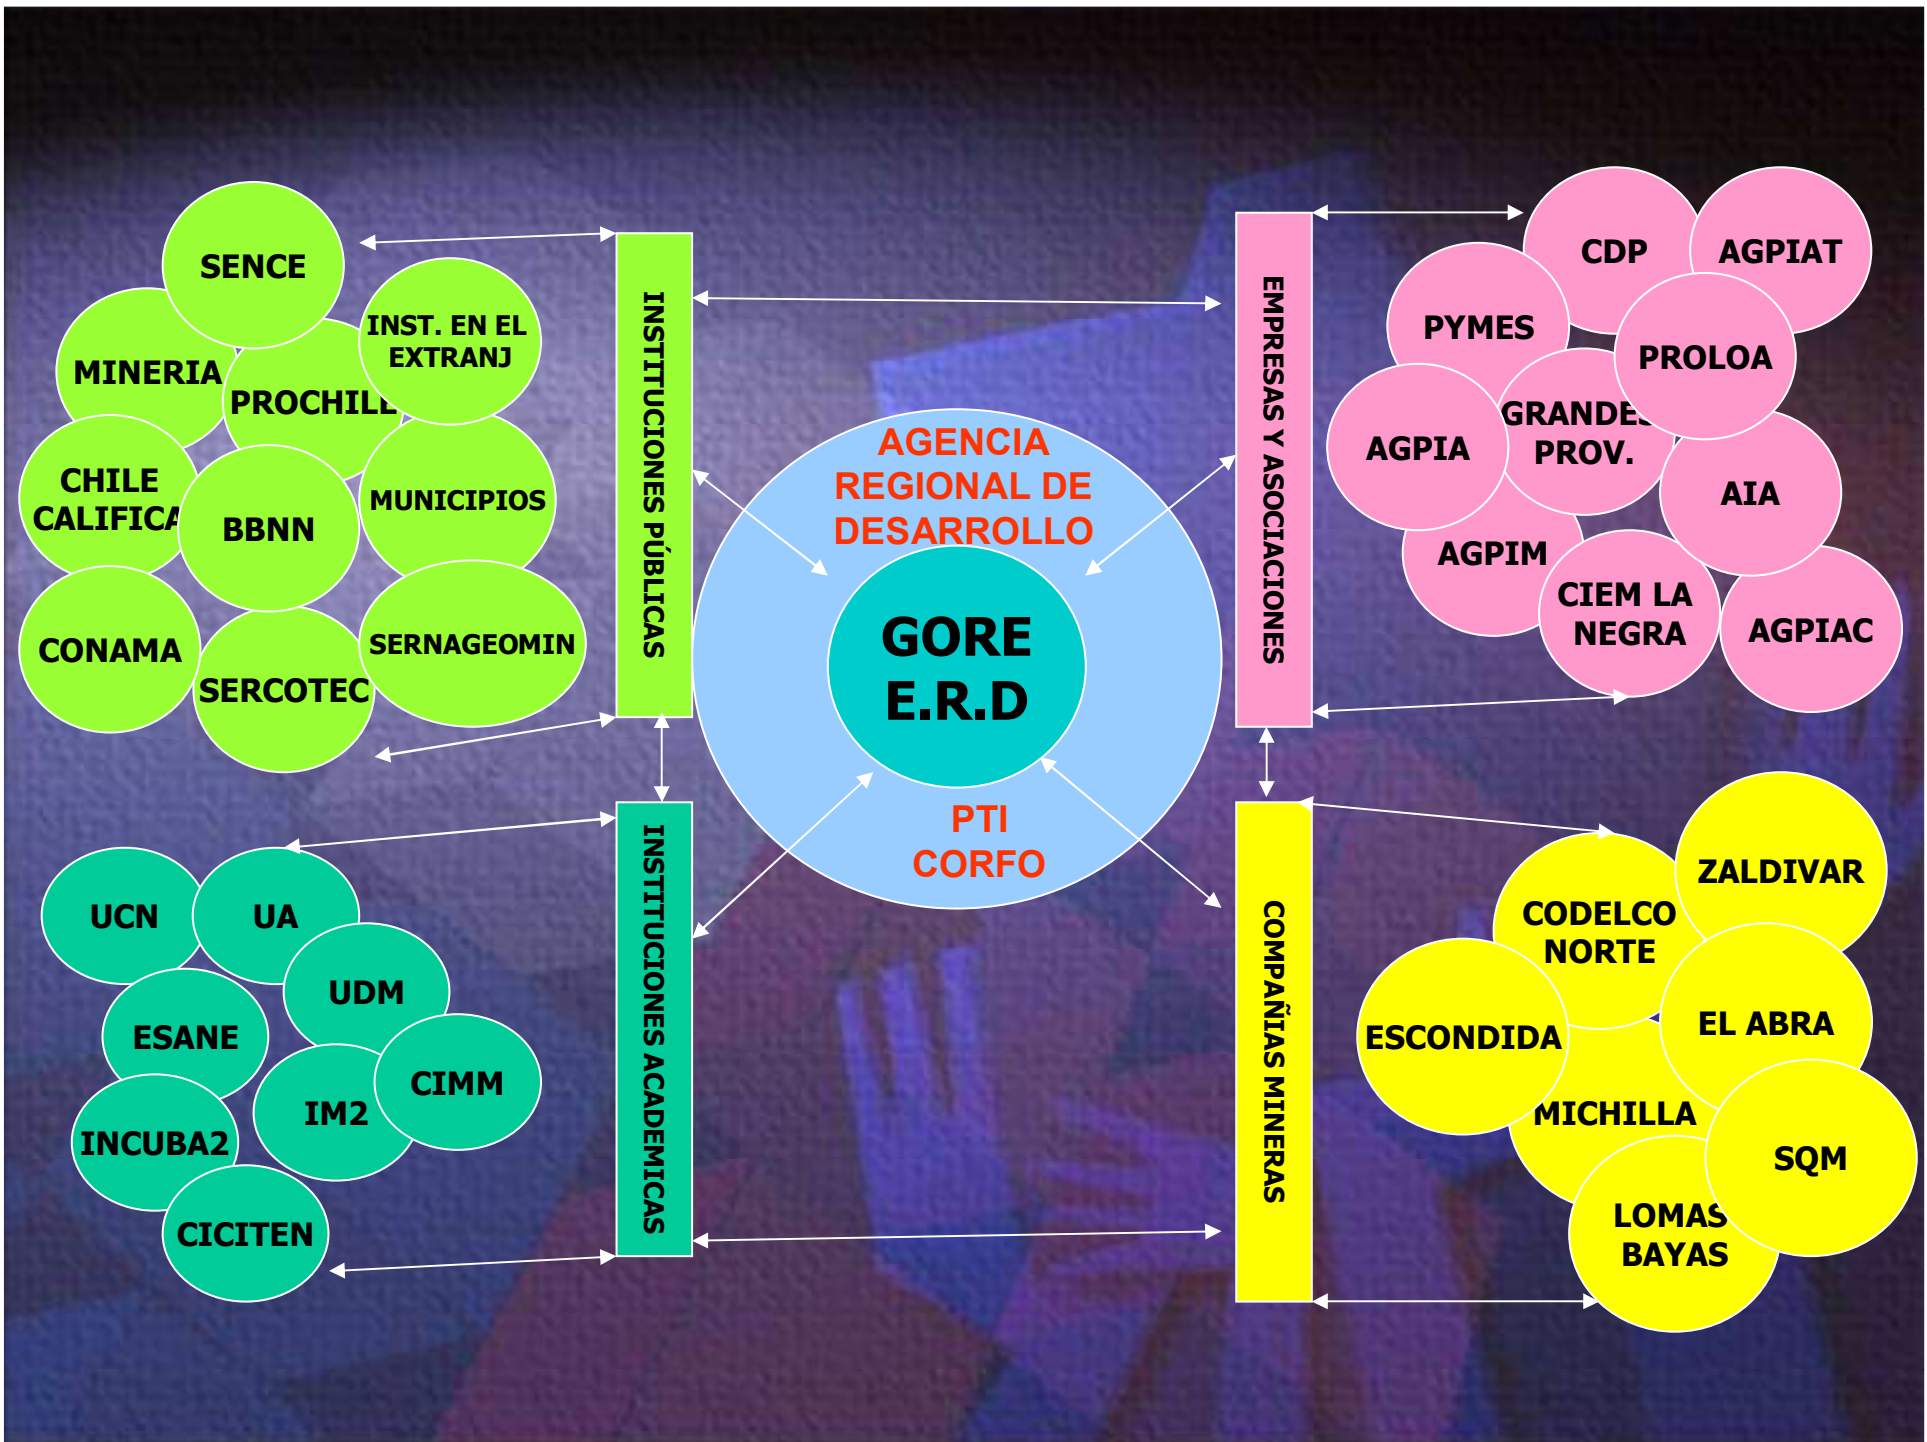 SENCE
MINERIA
INST. EN EL
EXTRANJ
PROCHILE
CHILE
CALIFICA
BBNN
MUNICIPIOS
CONAMA
SERCOTEC
SERNAGEOMIN
INSTITUCIONES PÚBLICAS
AGENCIA
REGIONAL DE
DESARROLLO
GORE
E.R.D
PTI
CORFO
EMPRESAS Y ASOCIACIONES
CDP
AGPIAT
PYMES
PROLOA
AGPIA
GRANDES
PROV.
AIA
AGPIM
CIEM LA
NEGRA
AGPIAC
UCN
UA
UDM
ESANE
CIMM
IM2
INCUBA2
CICITEN
INSTITUCIONES ACADEMICAS
COMPAÑIAS MINERAS
ZALDIVAR
CODELCO
NORTE
ESCONDIDA
EL ABRA
MICHILLA
SQM
LOMAS
BAYAS